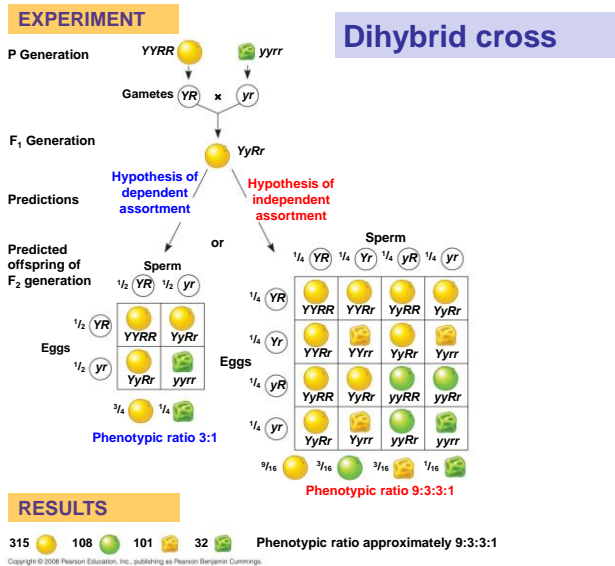 EXPERIMENT
Dihybrid cross
P Generation
YYRR
yyrr
Gametes YR × yr
F₁ Generation
YyRr
Hypothesis of
dependent
assortment
Hypothesis of
independent
assortment
Predictions
or
Predicted
offspring of
F₂ generation
Sperm
1/2 YR 1/2 yr
1/2 YR
YYRR YyRr
Eggs
1/2 yr
YyRr yyrr
3/4 1/4
Phenotypic ratio 3:1
Sperm
1/4 YR 1/4 Yr 1/4 yR 1/4 yr
1/4 YR
YYRR YYRr YyRR YyRr
1/4 Yr
YYRr YYrr YyRr Yyrr
Eggs
1/4 yR
YyRR YyRr yyRR yyRr
1/4 yr
YyRr Yyrr yyRr yyrr
9/16 3/16 3/16 1/16
Phenotypic ratio 9:3:3:1
RESULTS
315 108 101 32 Phenotypic ratio approximately 9:3:3:1
Copyright © 2008 Pearson Education, Inc., publishing as Pearson Benjamin Cummings.